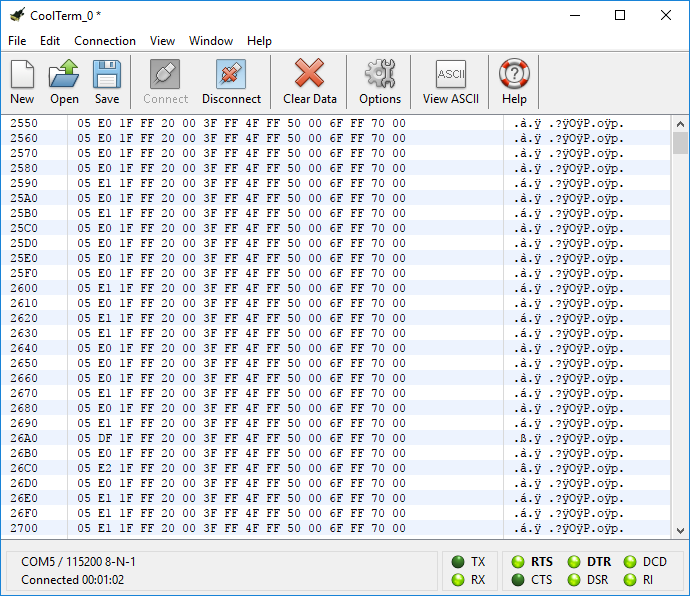 CoolTerm_0 *
File Edit Connection View Window Help
New Open Save Connect Disconnect Clear Data Options View ASCII Help
ASCII
2550 05 E0 1F FF 20 00 3F FF 4F FF 50 00 6F FF 70 00 .à.ÿ .?ÿOÿP.oÿp.
2560 05 E0 1F FF 20 00 3F FF 4F FF 50 00 6F FF 70 00 .à.ÿ .?ÿOÿP.oÿp.
2570 05 E0 1F FF 20 00 3F FF 4F FF 50 00 6F FF 70 00 .à.ÿ .?ÿOÿP.oÿp.
2580 05 E0 1F FF 20 00 3F FF 4F FF 50 00 6F FF 70 00 .à.ÿ .?ÿOÿP.oÿp.
2590 05 E1 1F FF 20 00 3F FF 4F FF 50 00 6F FF 70 00 .á.ÿ .?ÿOÿP.oÿp.
25A0 05 E0 1F FF 20 00 3F FF 4F FF 50 00 6F FF 70 00 .à.ÿ .?ÿOÿP.oÿp.
25B0 05 E1 1F FF 20 00 3F FF 4F FF 50 00 6F FF 70 00 .á.ÿ .?ÿOÿP.oÿp.
25C0 05 E0 1F FF 20 00 3F FF 4F FF 50 00 6F FF 70 00 .à.ÿ .?ÿOÿP.oÿp.
25D0 05 E0 1F FF 20 00 3F FF 4F FF 50 00 6F FF 70 00 .à.ÿ .?ÿOÿP.oÿp.
25E0 05 E0 1F FF 20 00 3F FF 4F FF 50 00 6F FF 70 00 .à.ÿ .?ÿOÿP.oÿp.
25F0 05 E0 1F FF 20 00 3F FF 4F FF 50 00 6F FF 70 00 .à.ÿ .?ÿOÿP.oÿp.
2600 05 E1 1F FF 20 00 3F FF 4F FF 50 00 6F FF 70 00 .á.ÿ .?ÿOÿP.oÿp.
2610 05 E0 1F FF 20 00 3F FF 4F FF 50 00 6F FF 70 00 .à.ÿ .?ÿOÿP.oÿp.
2620 05 E1 1F FF 20 00 3F FF 4F FF 50 00 6F FF 70 00 .á.ÿ .?ÿOÿP.oÿp.
2630 05 E1 1F FF 20 00 3F FF 4F FF 50 00 6F FF 70 00 .á.ÿ .?ÿOÿP.oÿp.
2640 05 E0 1F FF 20 00 3F FF 4F FF 50 00 6F FF 70 00 .à.ÿ .?ÿOÿP.oÿp.
2650 05 E0 1F FF 20 00 3F FF 4F FF 50 00 6F FF 70 00 .à.ÿ .?ÿOÿP.oÿp.
2660 05 E0 1F FF 20 00 3F FF 4F FF 50 00 6F FF 70 00 .à.ÿ .?ÿOÿP.oÿp.
2670 05 E1 1F FF 20 00 3F FF 4F FF 50 00 6F FF 70 00 .á.ÿ .?ÿOÿP.oÿp.
2680 05 E0 1F FF 20 00 3F FF 4F FF 50 00 6F FF 70 00 .à.ÿ .?ÿOÿP.oÿp.
2690 05 E1 1F FF 20 00 3F FF 4F FF 50 00 6F FF 70 00 .á.ÿ .?ÿOÿP.oÿp.
26A0 05 DF 1F FF 20 00 3F FF 4F FF 50 00 6F FF 70 00 .ß.ÿ .?ÿOÿP.oÿp.
26B0 05 E0 1F FF 20 00 3F FF 4F FF 50 00 6F FF 70 00 .à.ÿ .?ÿOÿP.oÿp.
26C0 05 E2 1F FF 20 00 3F FF 4F FF 50 00 6F FF 70 00 .â.ÿ .?ÿOÿP.oÿp.
26D0 05 E0 1F FF 20 00 3F FF 4F FF 50 00 6F FF 70 00 .à.ÿ .?ÿOÿP.oÿp.
26E0 05 E1 1F FF 20 00 3F FF 4F FF 50 00 6F FF 70 00 .á.ÿ .?ÿOÿP.oÿp.
26F0 05 E1 1F FF 20 00 3F FF 4F FF 50 00 6F FF 70 00 .á.ÿ .?ÿOÿP.oÿp.
2700 05 E1 1F FF 20 00 3F FF 4F FF 50 00 6F FF 70 00 .á.ÿ .?ÿOÿP.oÿp.
COM5 / 115200 8-N-1 TX RTS DTR DCD
Connected 00:01:02 RX CTS DSR RI